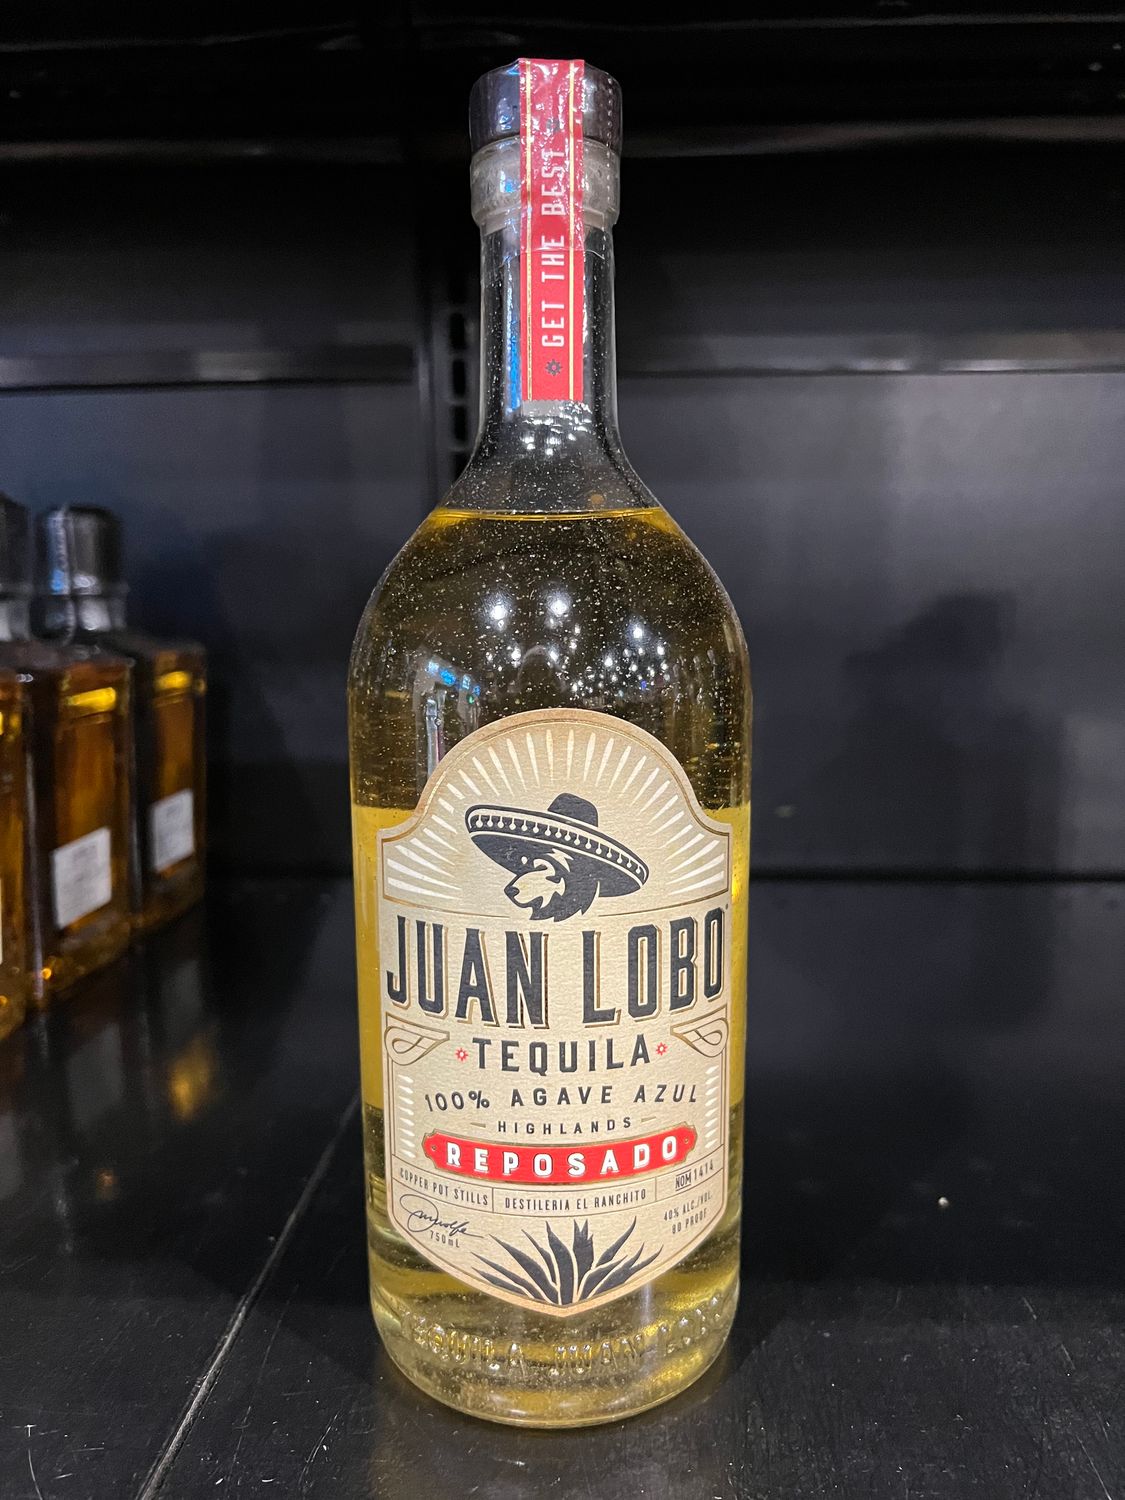 GET THE BEST
JUAN LOBO
TEQUILA
100% AGAVE AZUL
HIGHLANDS
REPOSADO
COPPER POT STILLS
DESTILERIA EL RANCHITO
NOM 1414
750mL
40% ALC./VOL.
80 PROOF
TEQUILA JUAN LOBO